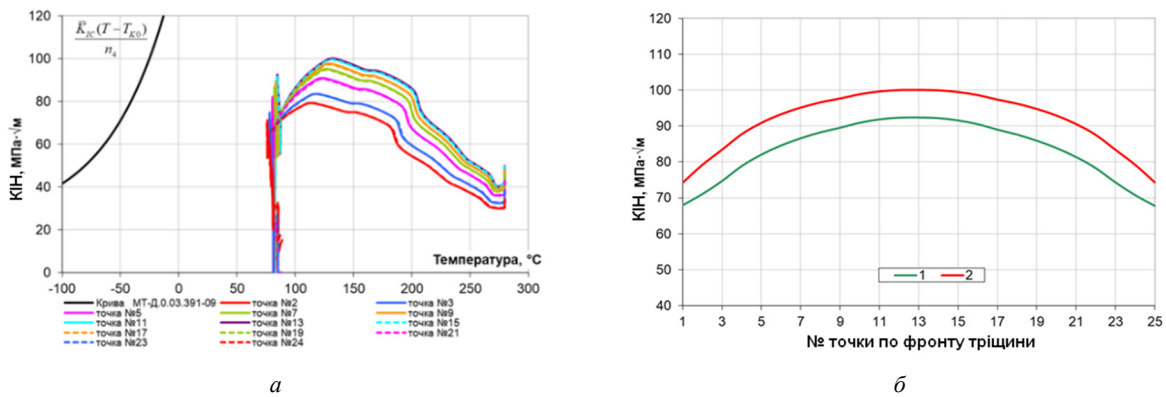 120
100
80
60
40
20
0
КІН, МПа·√м
K̅_IC(T − T_K0)
n_4
Температура, °С
-100 -50 0 50 100 150 200 250 300
Крива МТ-Д.0.03.391-09 точка №2 точка №3
точка №5 точка №7 точка №9
точка №11 точка №13 точка №15
точка №17 точка №19 точка №21
точка №23 точка №24
а
120
110
100
90
80
70
60
50
40
КІН, мПа·√м
1 2
1 3 5 7 9 11 13 15 17 19 21 23 25
№ точки по фронту тріщини
б